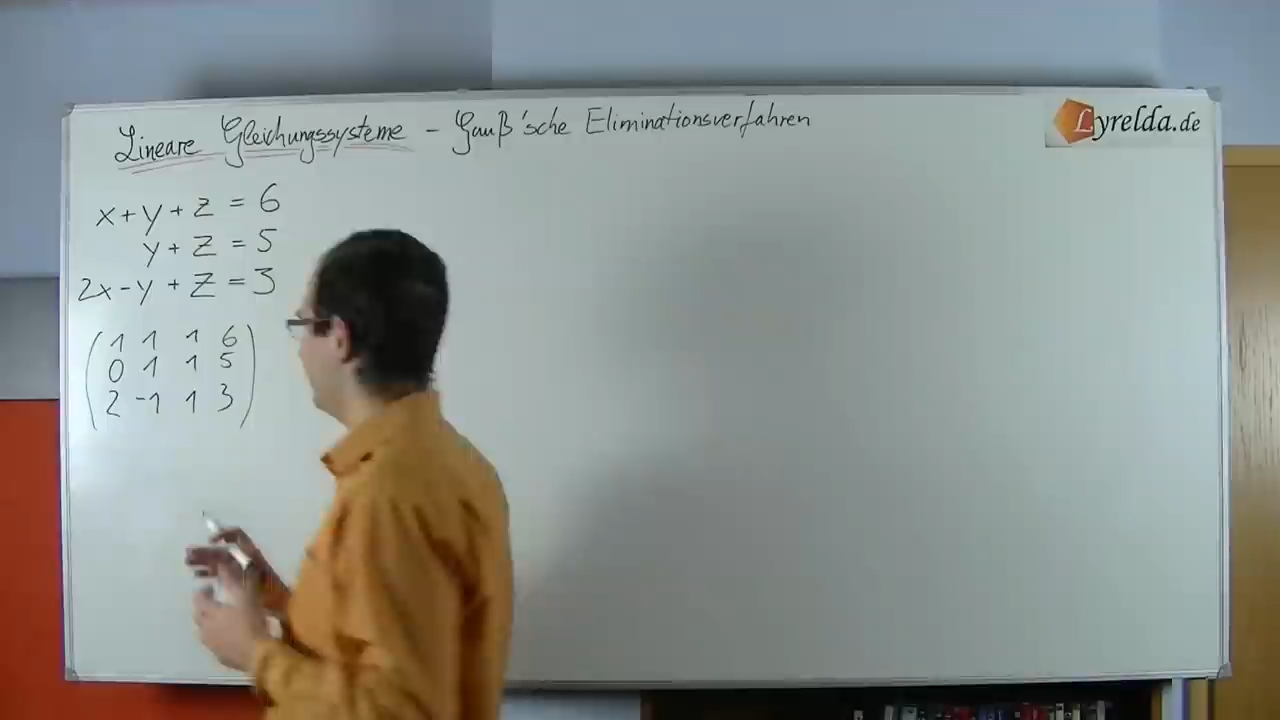 Lineare Gleichungssysteme - Gauß'sche Eliminationsverfahren
Lyrelda.de
x + y + z = 6
y + z = 5
2x - y + z = 3
1 1 1 6
0 1 1 5
2 -1 1 3